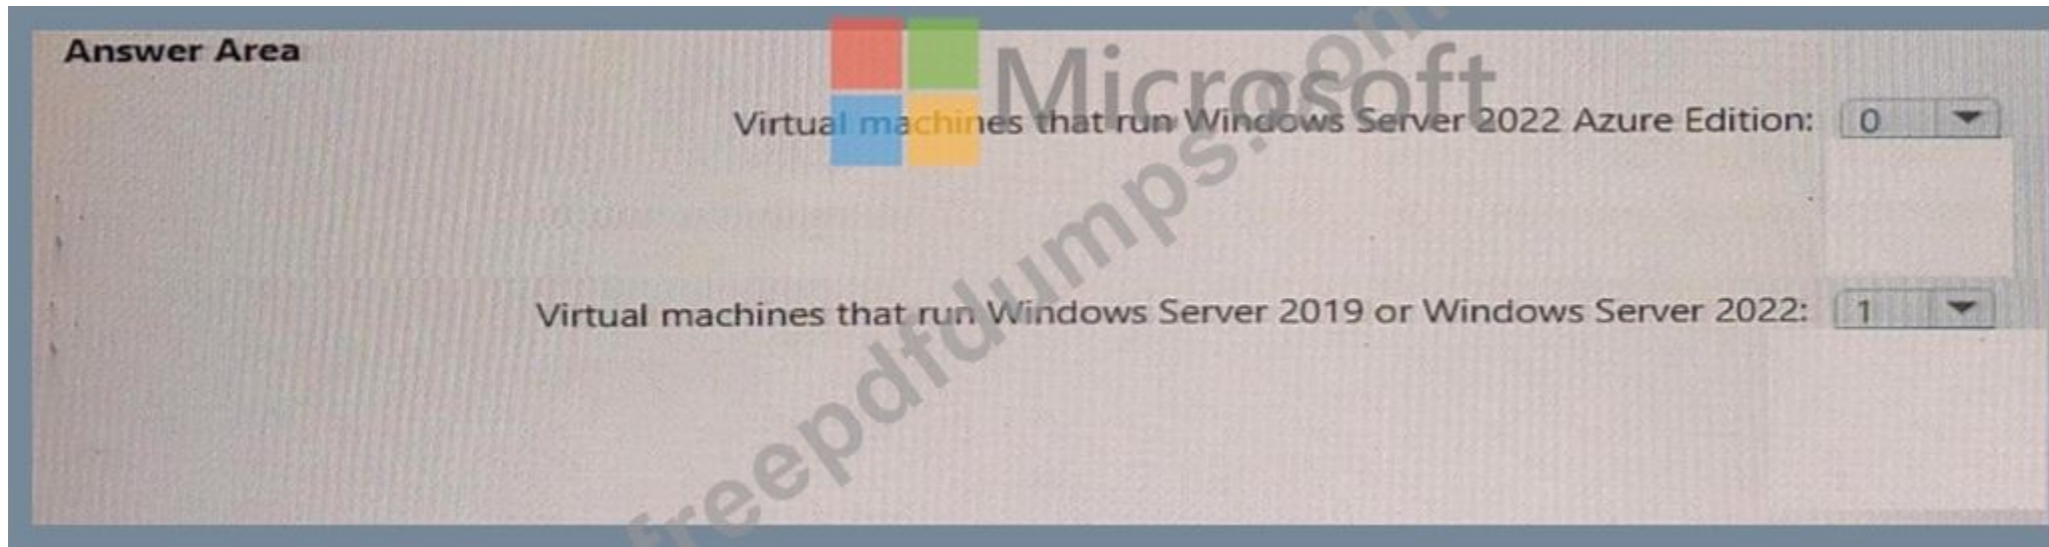 Answer Area
Microsoft
Virtual machines that run Windows Server 2022 Azure Edition: 0
Virtual machines that run Windows Server 2019 or Windows Server 2022: 1
freepdfdumps.com